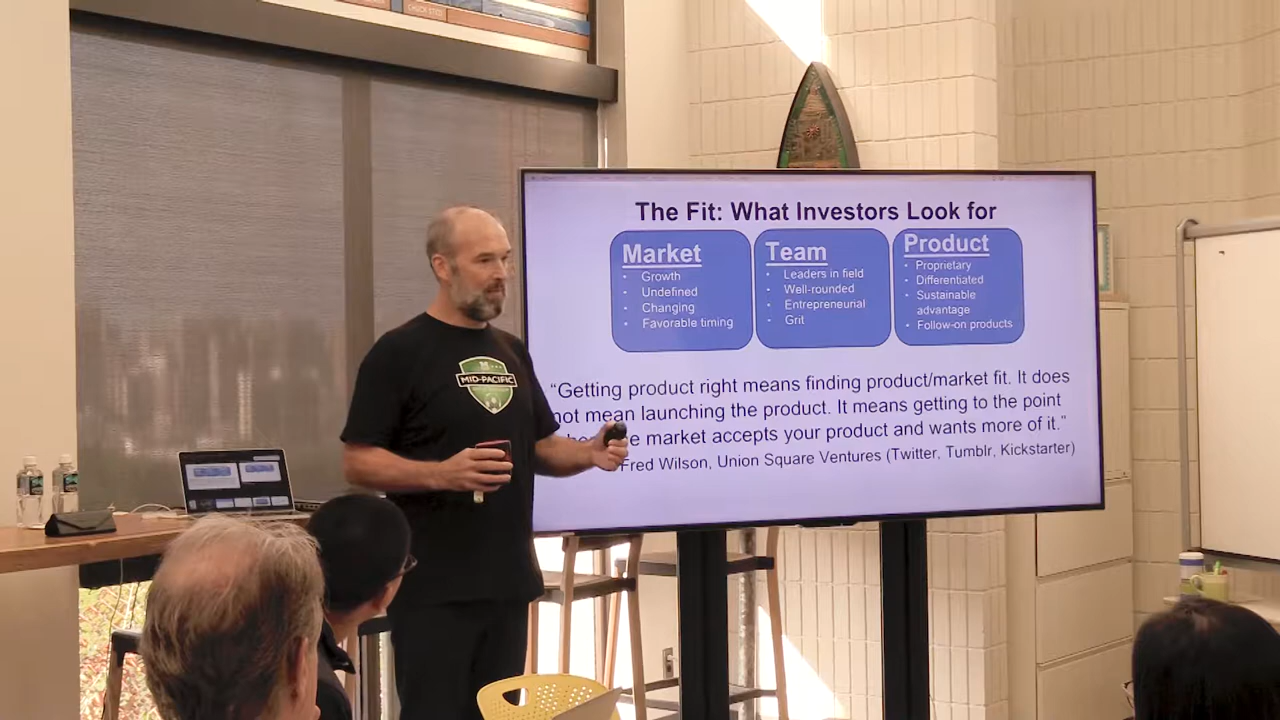 CHUCK STICE
The Fit: What Investors Look for
Market
• Growth
• Undefined
• Changing
• Favorable timing
Team
• Leaders in field
• Well-rounded
• Entrepreneurial
• Grit
Product
• Proprietary
• Differentiated
• Sustainable
advantage
• Follow-on products
MID-PACIFIC
“Getting product right means finding product/market fit. It does
not mean launching the product. It means getting to the point
market accepts your product and wants more of it.”
Fred Wilson, Union Square Ventures (Twitter, Tumblr, Kickstarter)